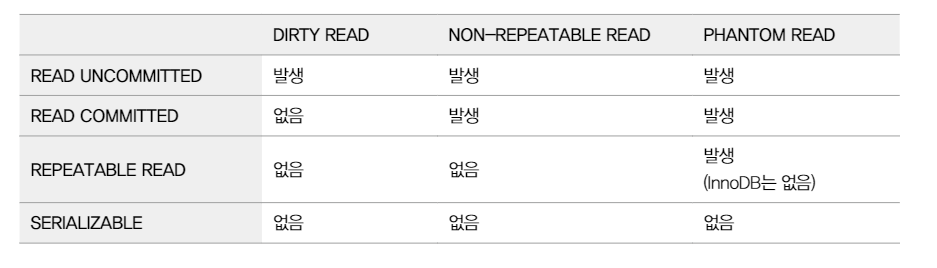 DIRTY READ NON-REPEATABLE READ PHANTOM READ
READ UNCOMMITTED 발생 발생 발생
READ COMMITTED 없음 발생 발생
REPEATABLE READ 없음 없음 발생
(InnoDB는 없음)
SERIALIZABLE 없음 없음 없음